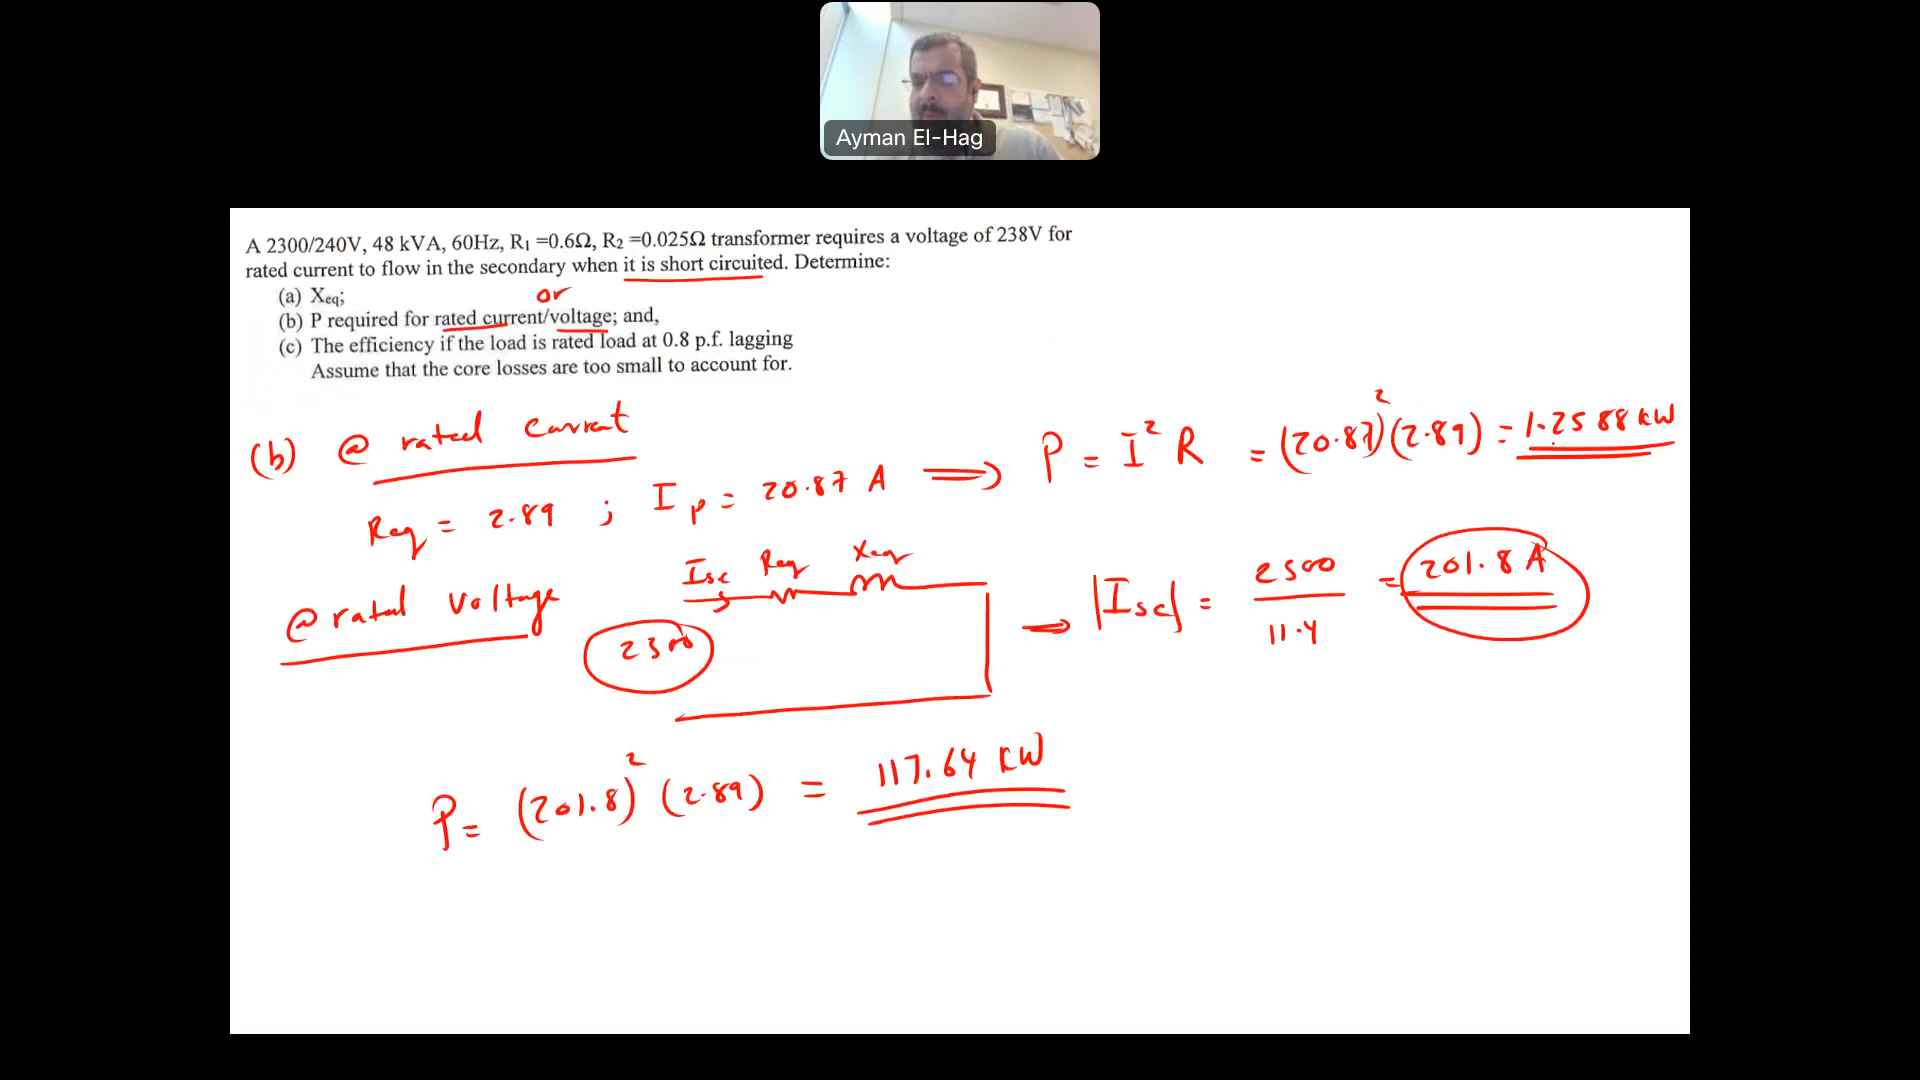 Ayman El-Hag
A 2300/240V, 48 kVA, 60Hz, R₁ =0.6Ω, R₂ =0.025Ω transformer requires a voltage of 238V for
rated current to flow in the secondary when it is short circuited. Determine:
(a) Xeq;
or
(b) P required for rated current/voltage; and,
(c) The efficiency if the load is rated load at 0.8 p.f. lagging
Assume that the core losses are too small to account for.
(b) @ rated current
P = I² R = (20.87)² (2.89) = 1.2588 kW
Req = 2.89 ; Ip = 20.87 A ⟹
@ rated voltage
Isc Req Xeq
2300
→ |Isc| = 2300 / 11.4 = 201.8 A
P = (201.8)² (2.89) = 117.64 kW